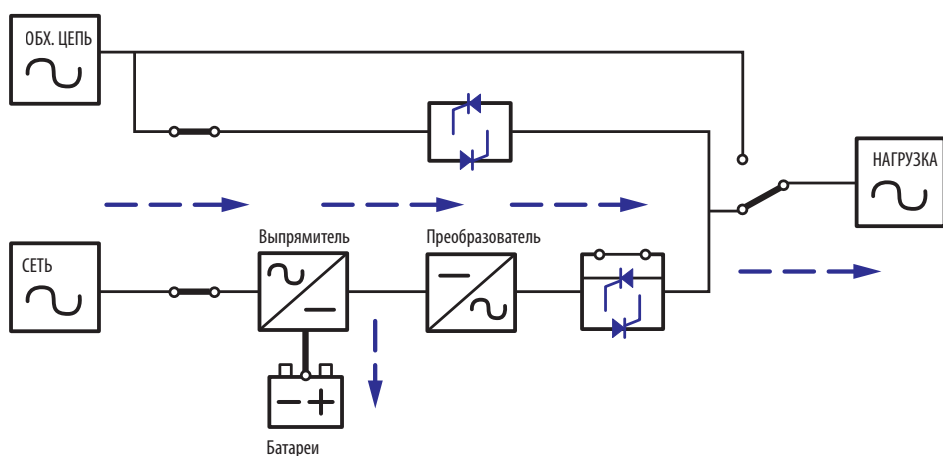 ОБХ. ЦЕПЬ
НАГРУЗКА
Выпрямитель
Преобразователь
СЕТЬ
Батареи